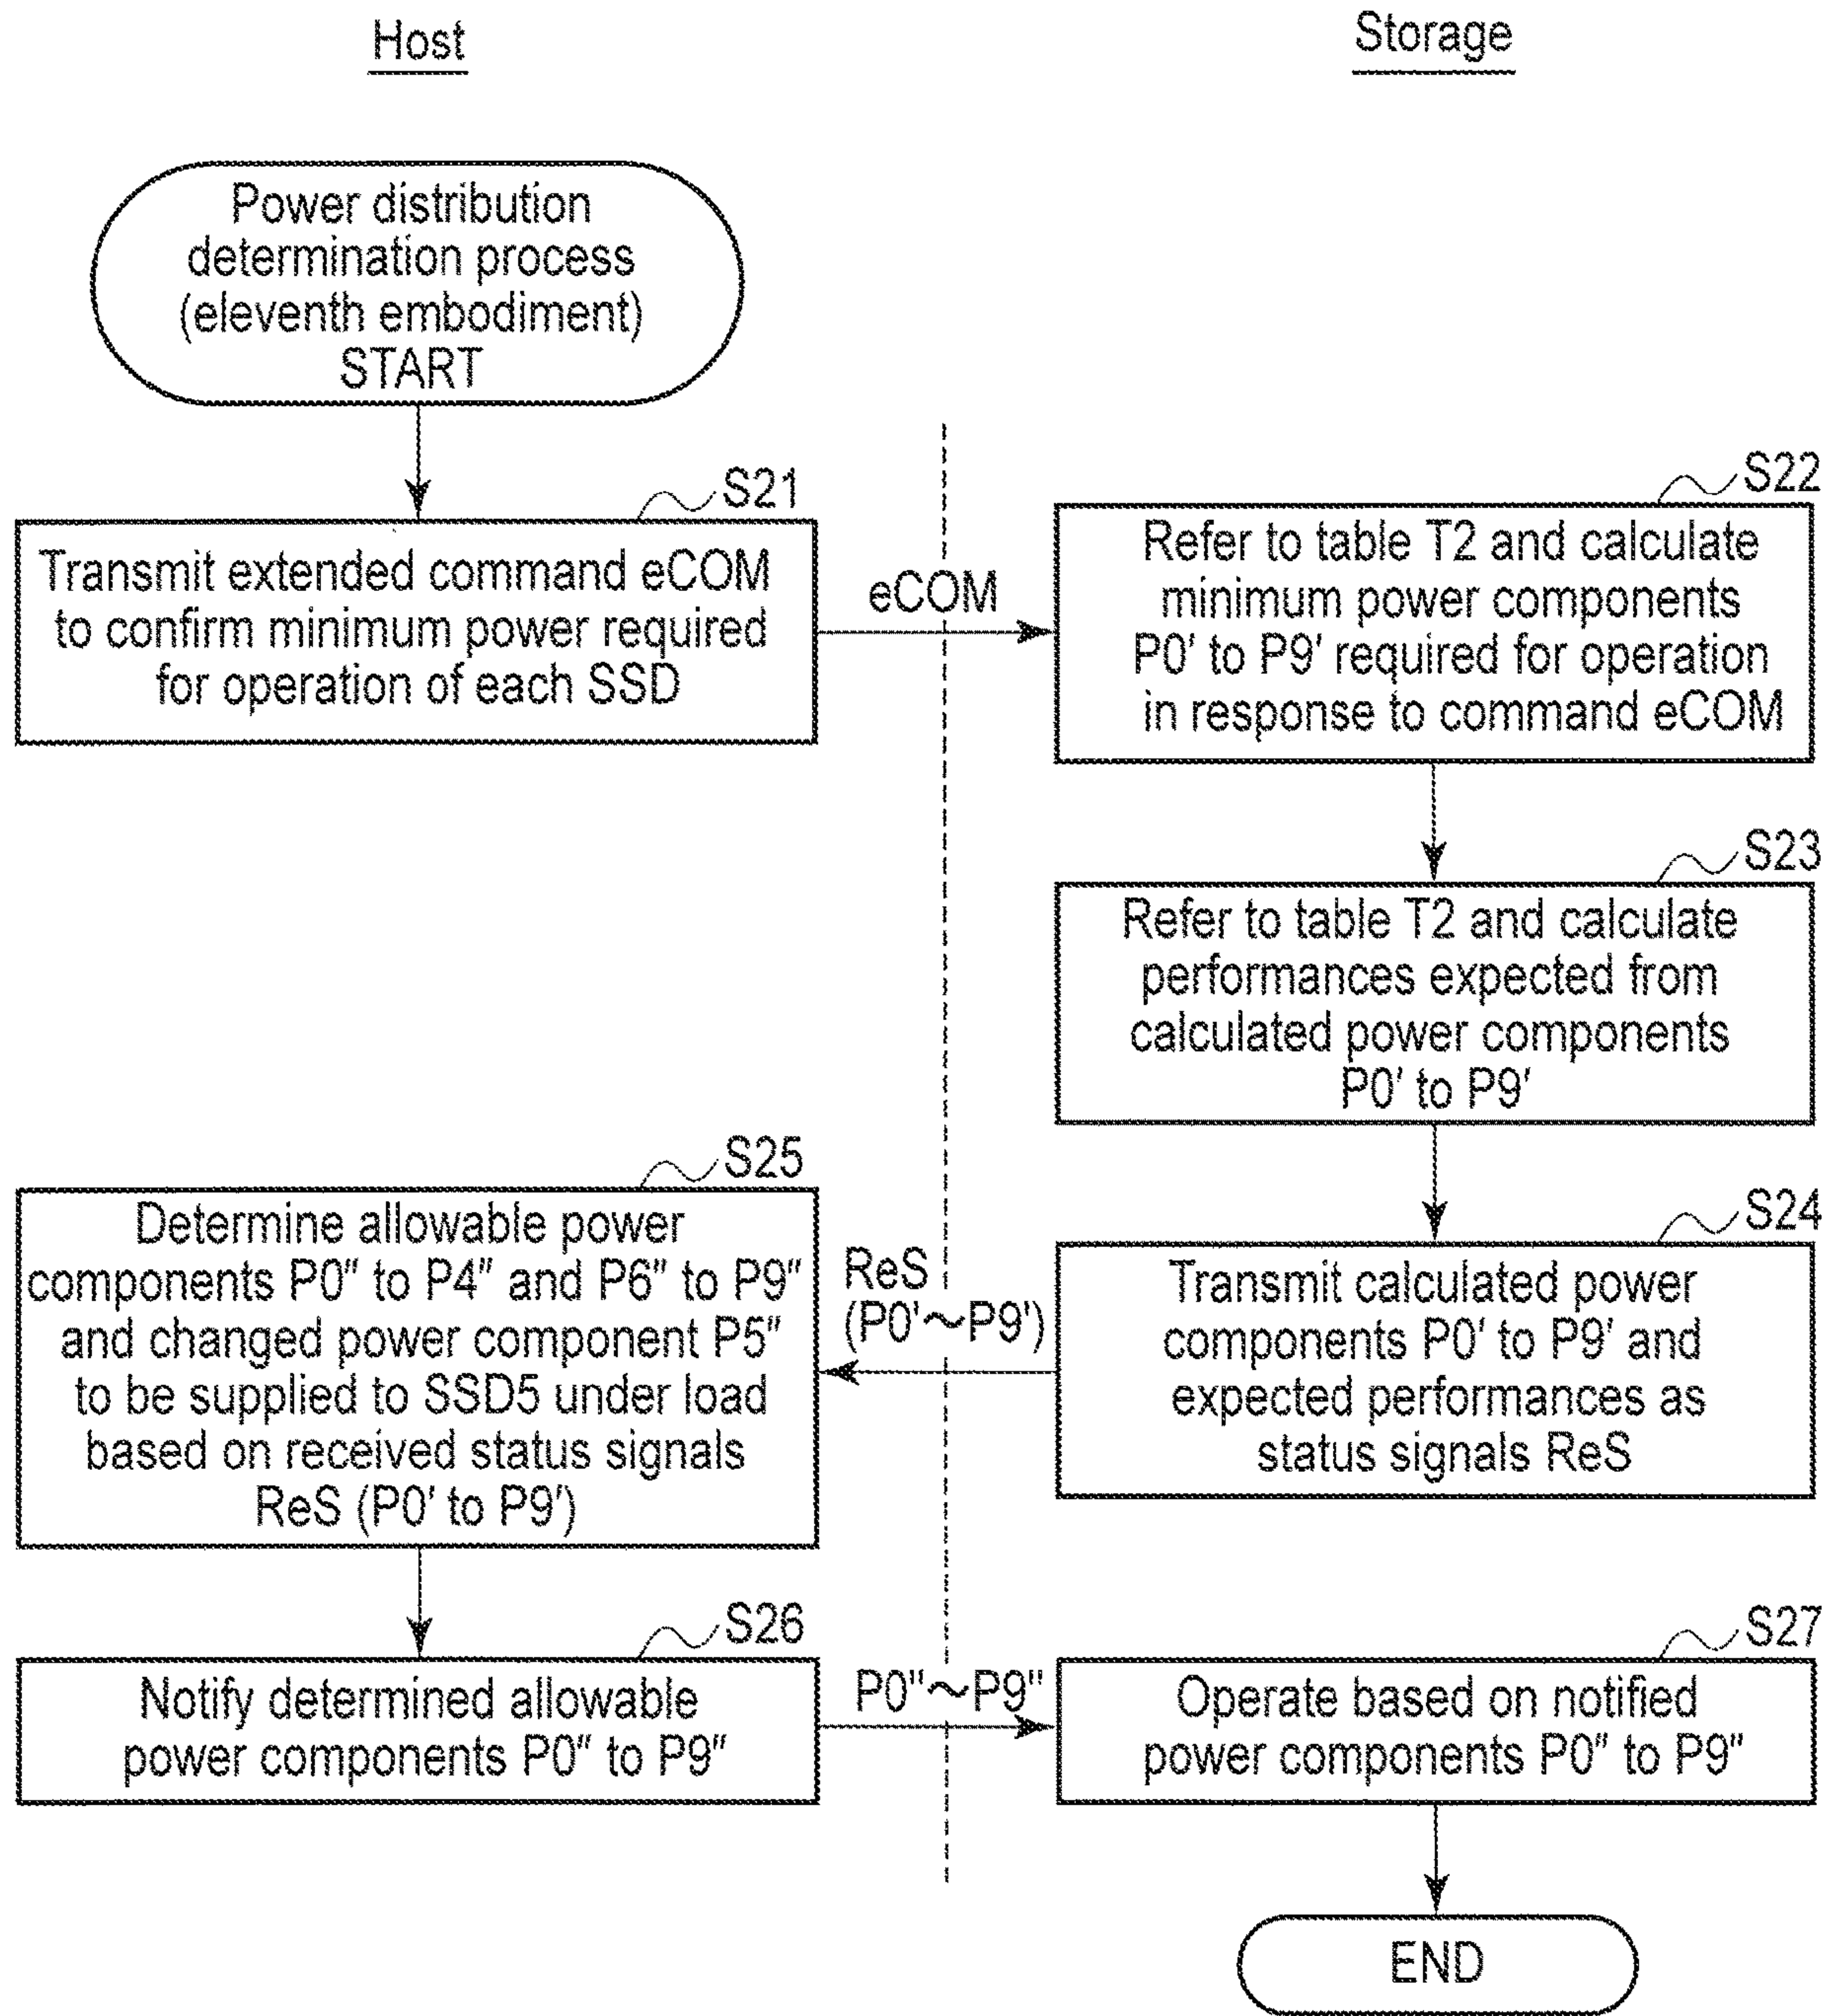 Host
Storage
Power distribution
determination process
(eleventh embodiment)
START
S21
Transmit extended command eCOM
to confirm minimum power required
for operation of each SSD
eCOM
S22
Refer to table T2 and calculate
minimum power components
P0′ to P9′ required for operation
in response to command eCOM
S23
Refer to table T2 and calculate
performances expected from
calculated power components
P0′ to P9′
S24
Transmit calculated power
components P0′ to P9′ and
expected performances as
status signals ReS
ReS
(P0′～P9′)
S25
Determine allowable power
components P0″ to P4″ and P6″ to P9″
and changed power component P5″
to be supplied to SSD5 under load
based on received status signals
ReS (P0′ to P9′)
S26
Notify determined allowable
power components P0″ to P9″
P0″～P9″
S27
Operate based on notified
power components P0″ to P9″
END